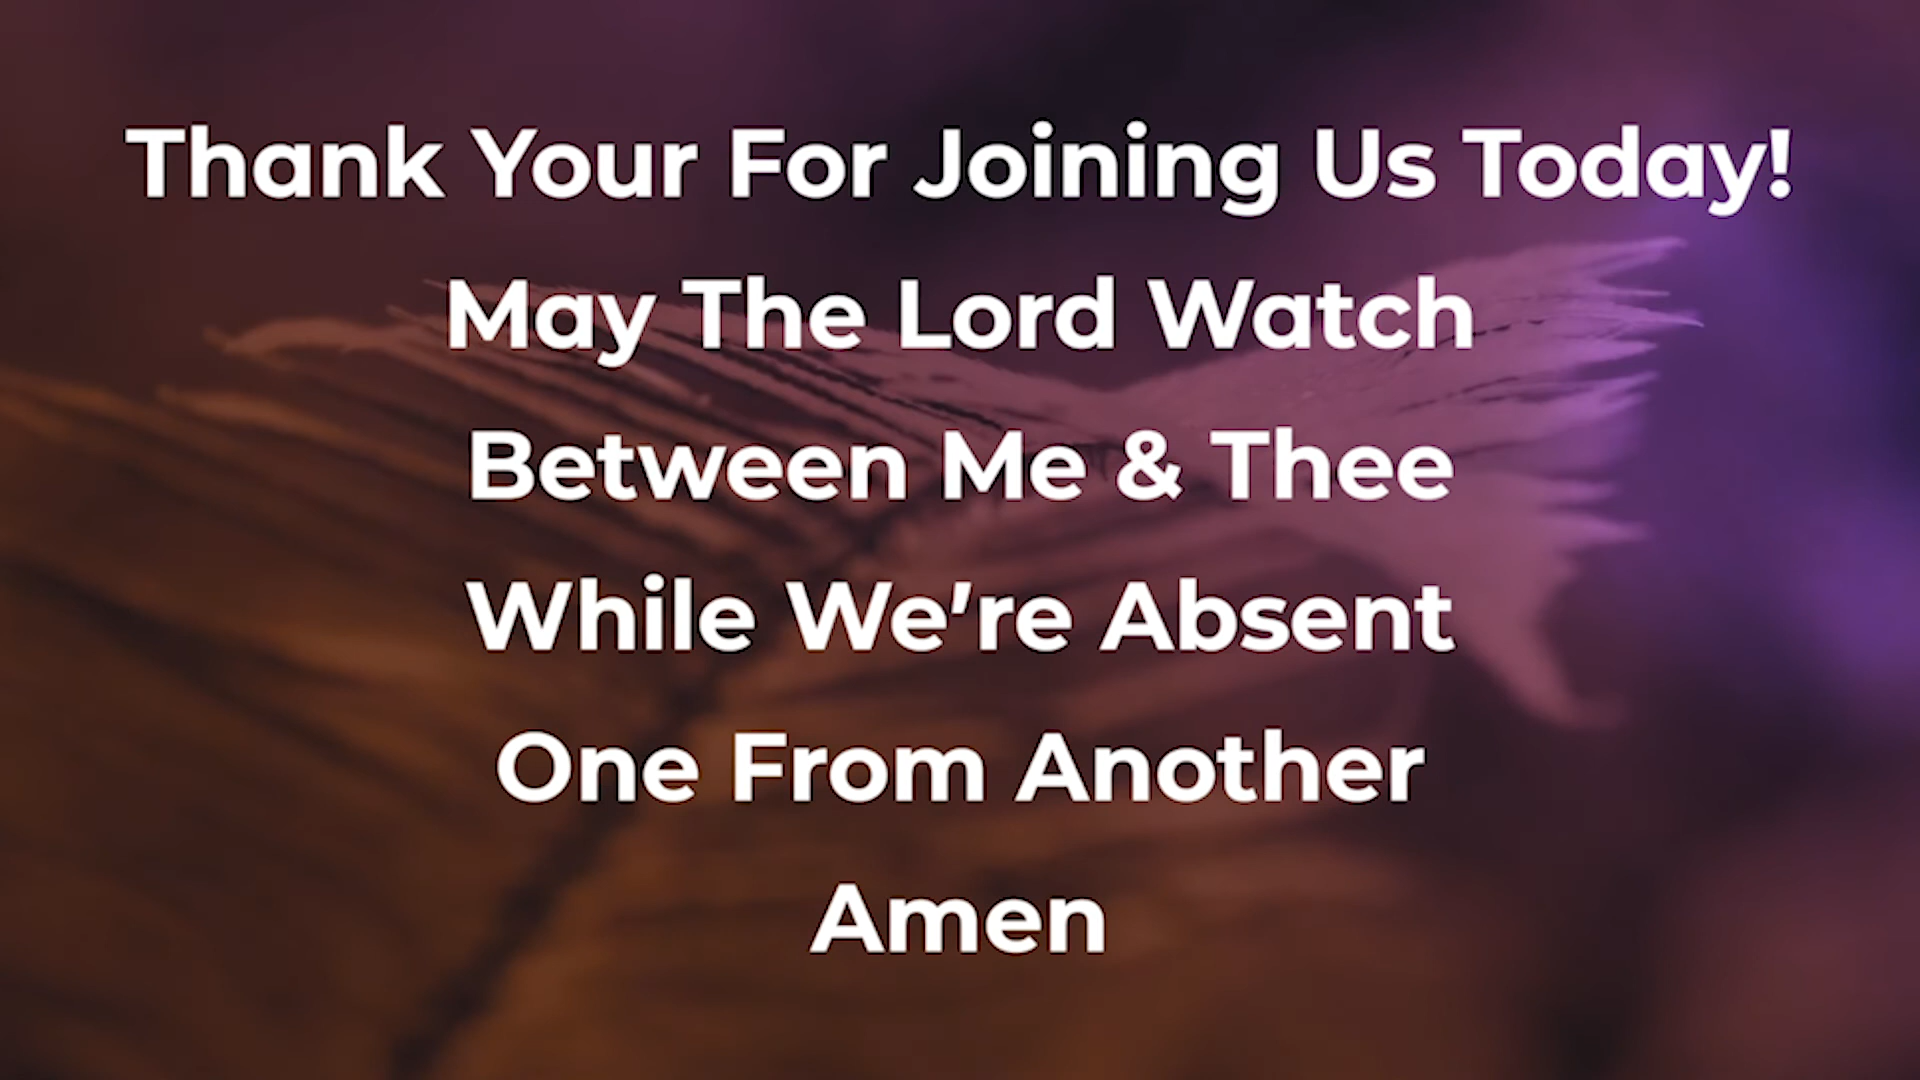 Thank Your For Joining Us Today!
May The Lord Watch
Between Me & Thee
While We're Absent
One From Another
Amen